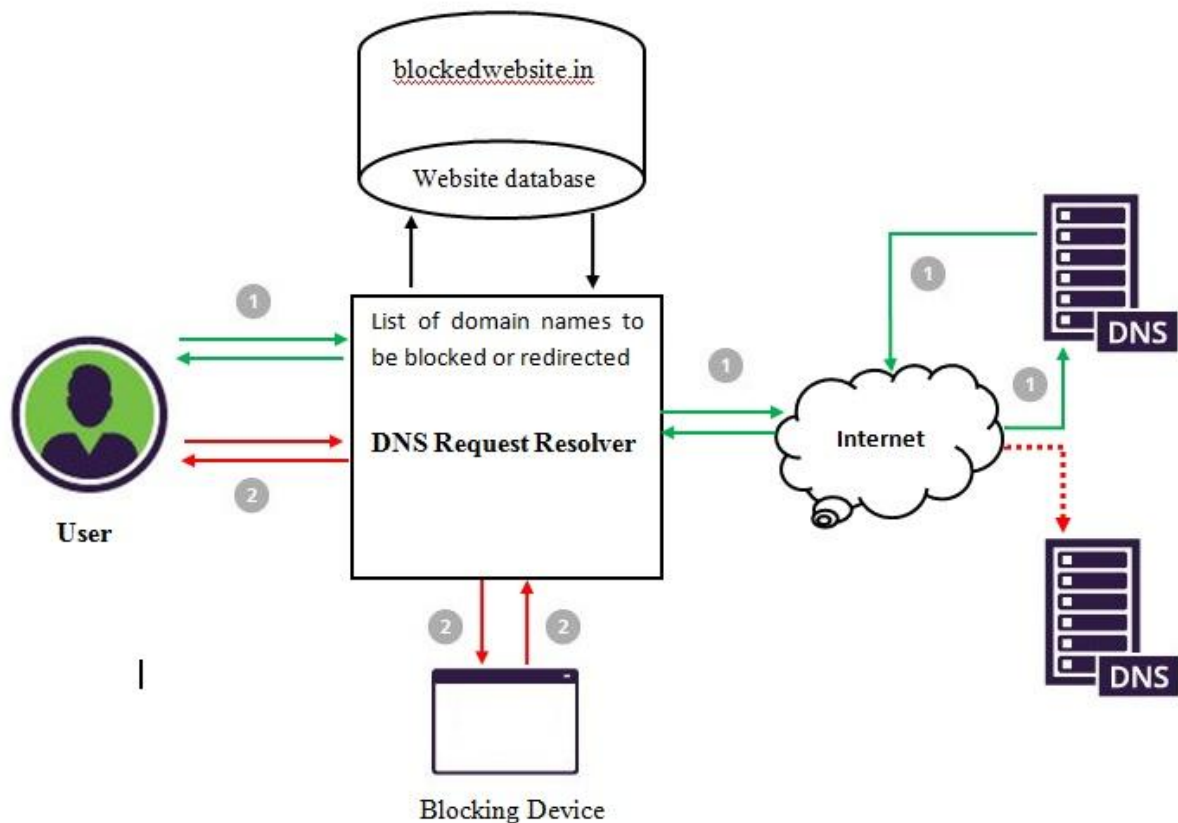 blockedwebsite.in
Website database
1
List of domain names to
be blocked or redirected
DNS Request Resolver
2
User
1
Internet
1
1
DNS
DNS
2
2
Blocking Device